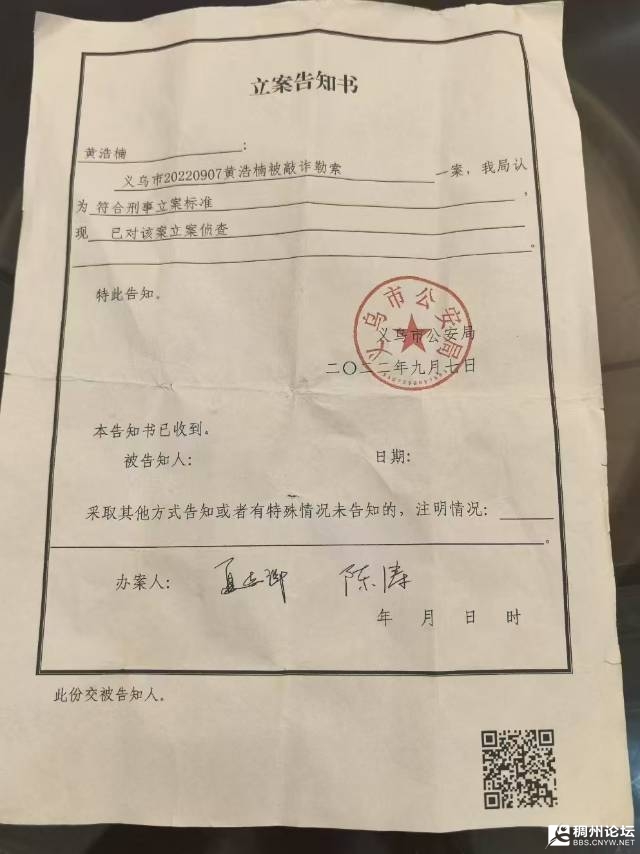 立案告知书
黄浩楠:
义乌市20220907黄浩楠被敲诈勒索一案,我局认
为符合刑事立案标准,
现已对该案立案侦查
。
特此告知。
义乌市公安局
义乌市公安局
二〇二二年九月七日
本告知书已收到。
被告知人: 日期:
采取其他方式告知或者有特殊情况未告知的,注明情况:
。
办案人: 陈涛
年 月 日 时
此份交被告知人。
稠州论坛
BBS.CNYW.NET